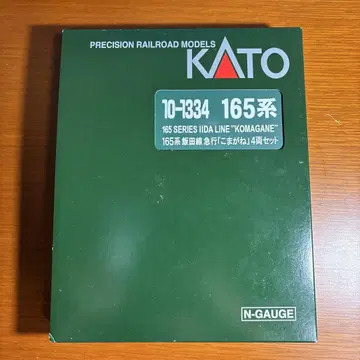 PRECISION RAILROAD MODELS
KATO
10-1334 165系
165 SERIES IIDA LINE "KOMAGANE"
165系 飯田線 急行「こまがね」4両セット
N-GAUGE